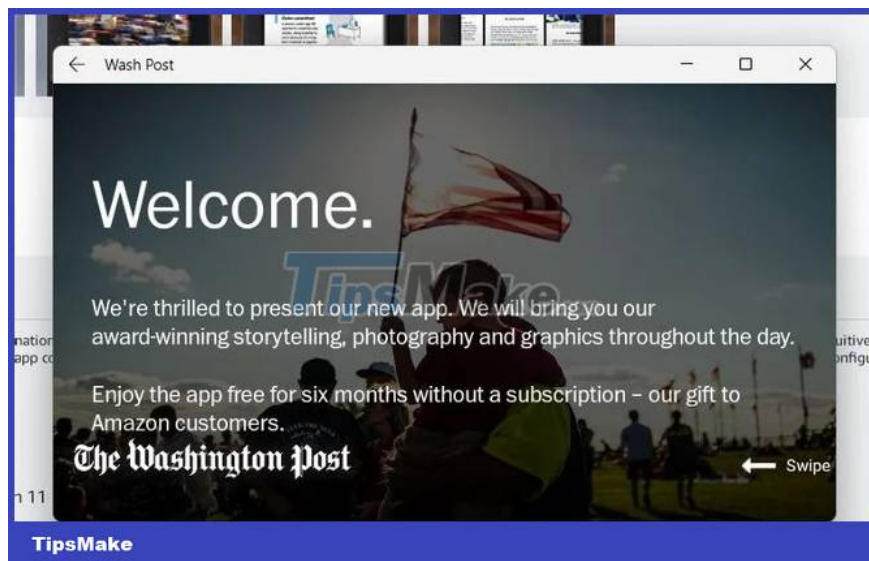 Wash Post
Welcome.
TipsMake
We're thrilled to present our new app. We will bring you our
award-winning storytelling, photography and graphics throughout the day.
Enjoy the app free for six months without a subscription – our gift to
Amazon customers.
The Washington Post
Swipe
n 11
TipsMake